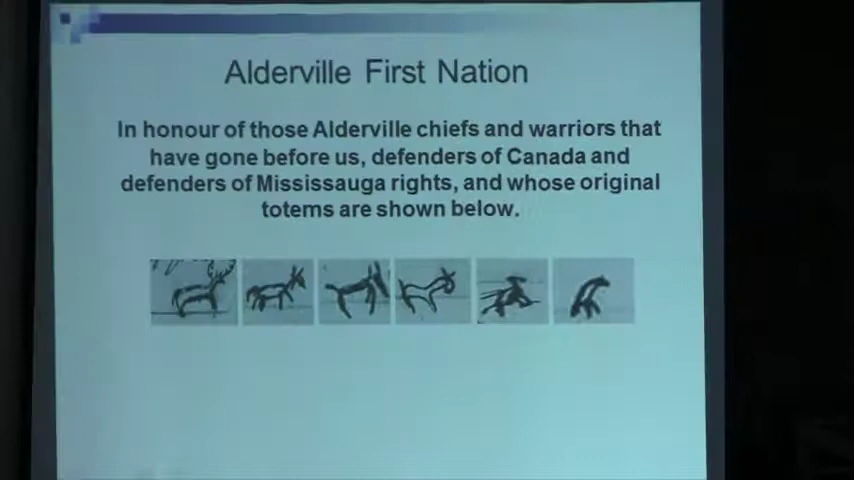 Alderville First Nation
In honour of those Alderville chiefs and warriors that
have gone before us, defenders of Canada and
defenders of Mississauga rights, and whose original
totems are shown below.